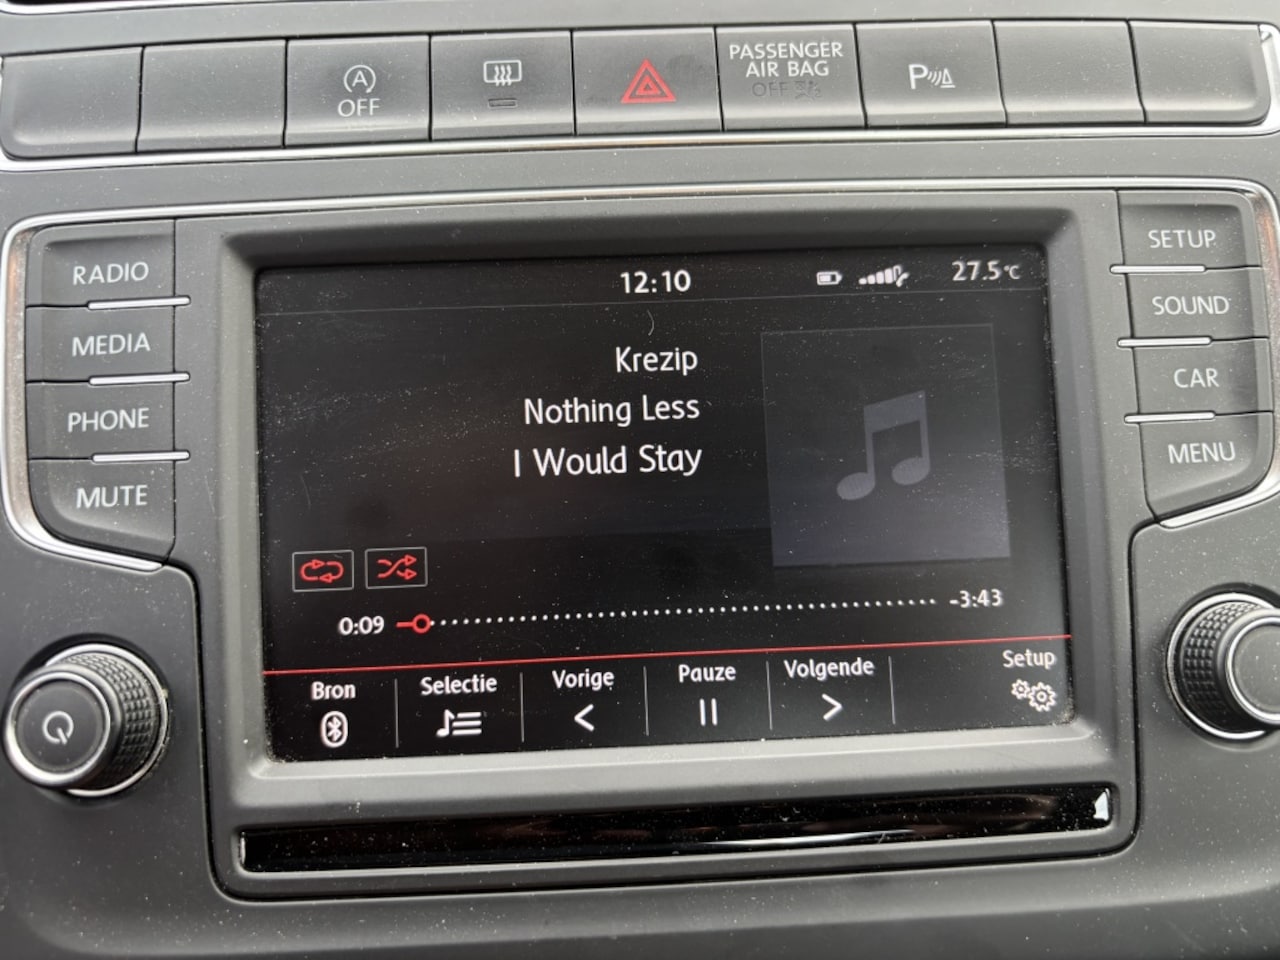 OFF
PASSENGER
AIR BAG
OFF
P
RADIO
MEDIA
PHONE
MUTE
SETUP
SOUND
CAR
MENU
12:10
27.5°C
Krezip
Nothing Less
I Would Stay
0:09
-3:43
Bron
Selectie
Vorige
Pauze
Volgende
Setup